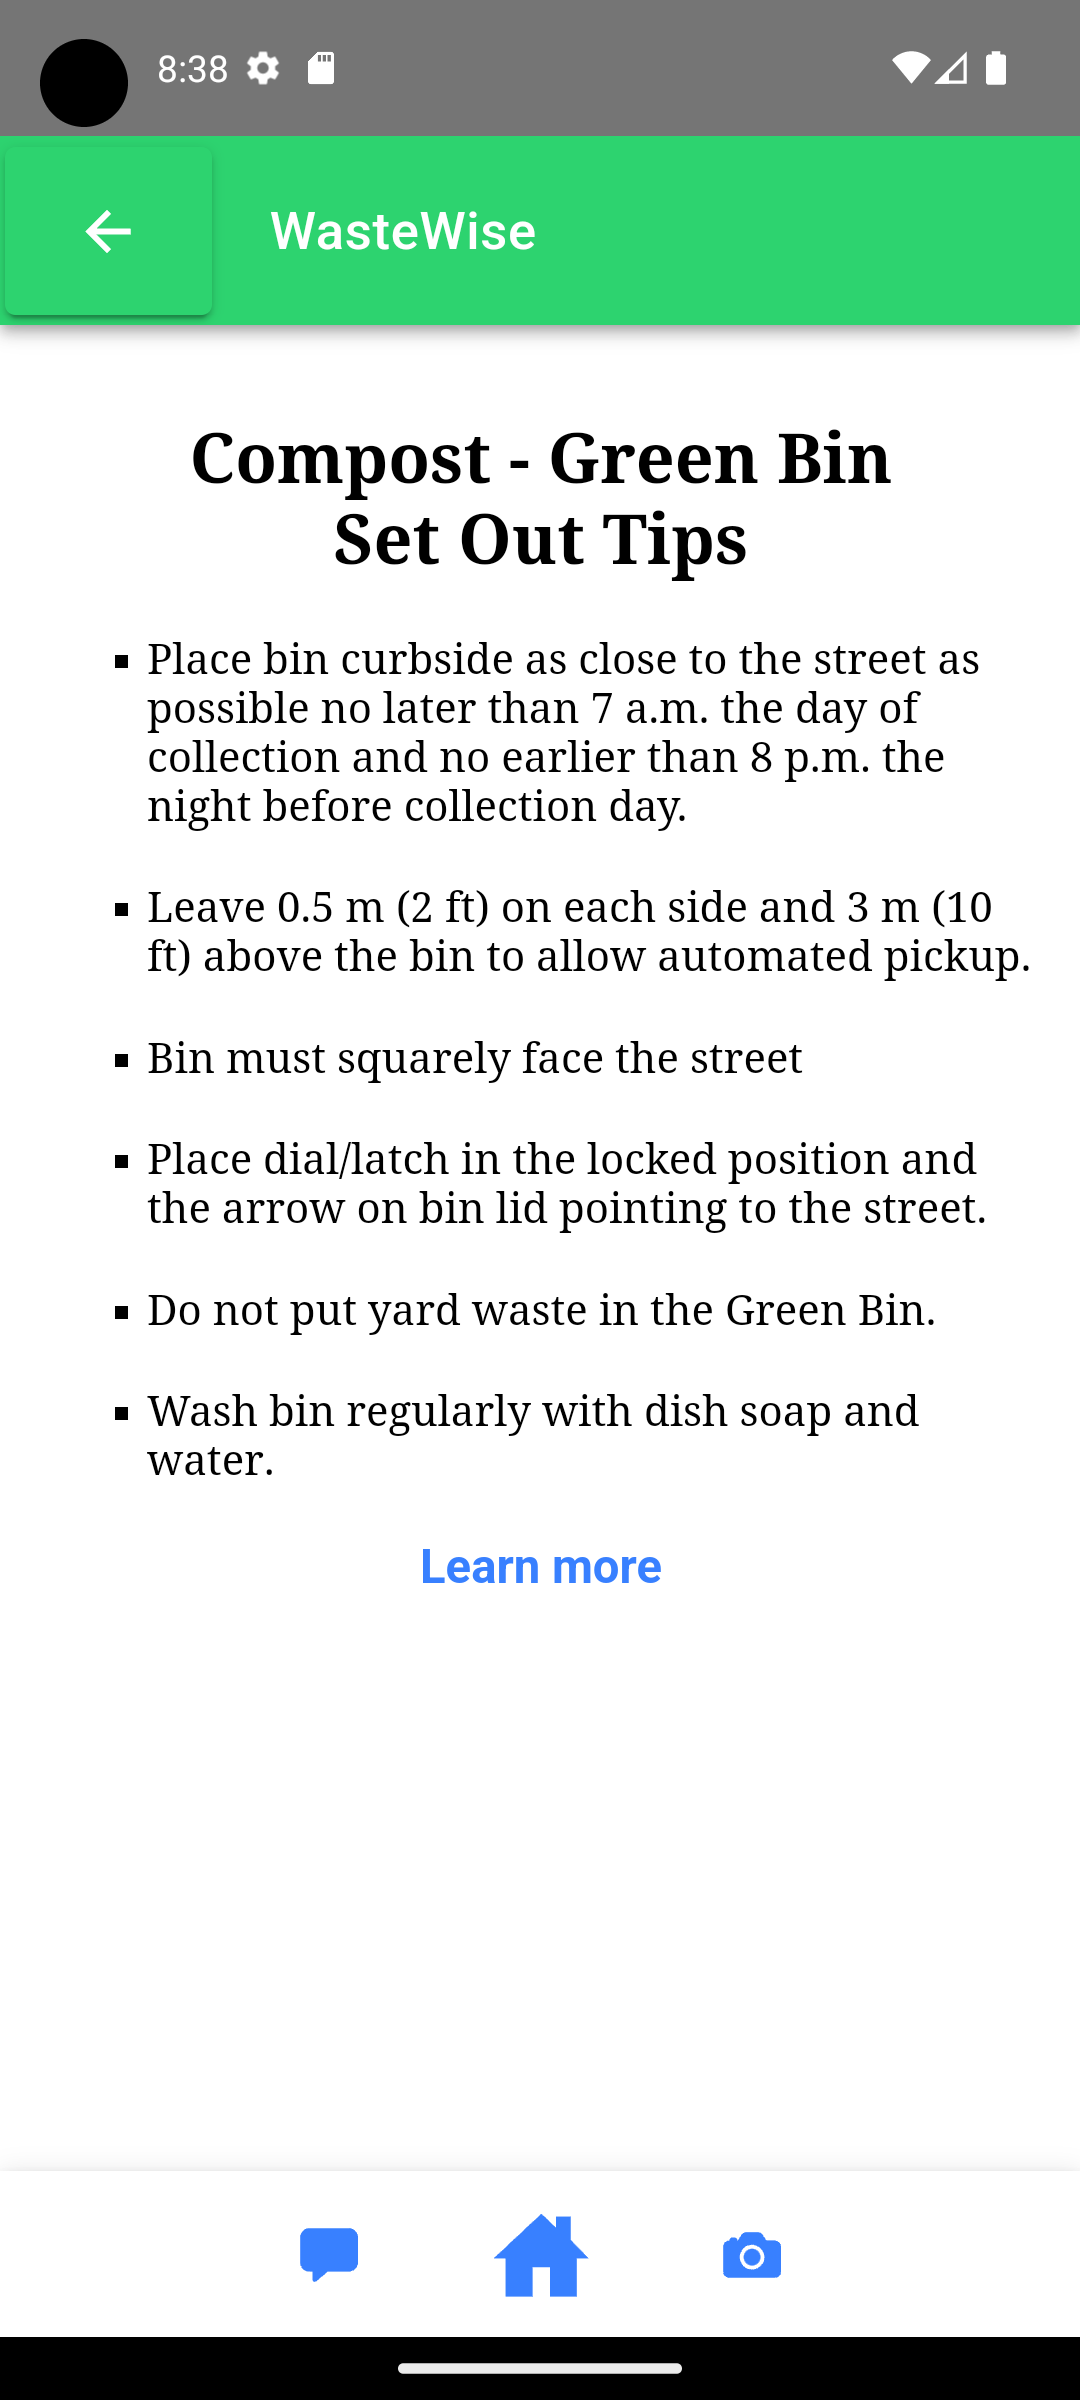 8:38
WasteWise
Compost - Green Bin
Set Out Tips
Place bin curbside as close to the street as
possible no later than 7 a.m. the day of
collection and no earlier than 8 p.m. the
night before collection day.
Leave 0.5 m (2 ft) on each side and 3 m (10
ft) above the bin to allow automated pickup.
Bin must squarely face the street
Place dial/latch in the locked position and
the arrow on bin lid pointing to the street.
Do not put yard waste in the Green Bin.
Wash bin regularly with dish soap and
water.
Learn more